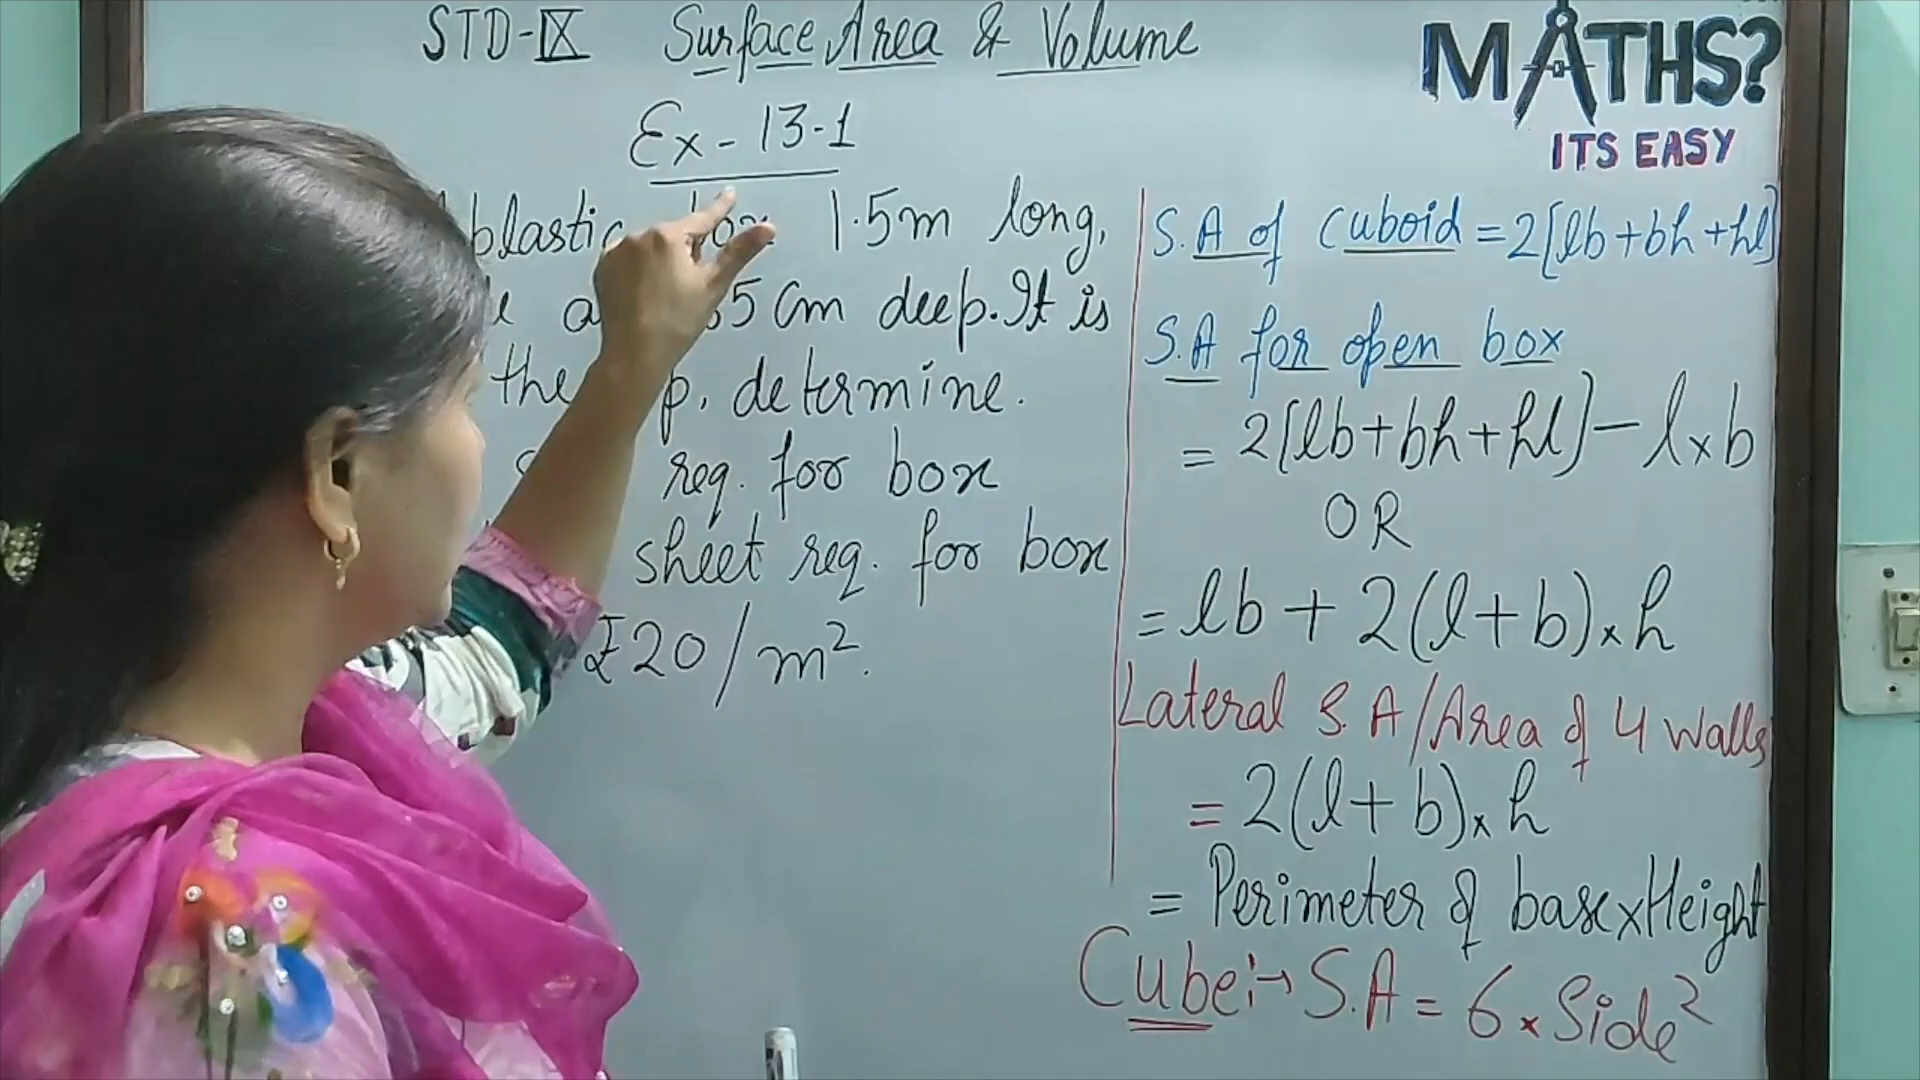 STD-IX Surface Area & Volume
MATHS?
ITS EASY
Ex-13.1
plastic box 1.5m long,
5cm deep. It is
the determine.
req. for box
sheet req. for box
₹20/m².
S.A of Cuboid = 2[lb+bh+hl]
S.A for open box
= 2[lb+bh+hl] - l×b
OR
= lb + 2(l+b)×h
Lateral S.A/Area of 4 walls
= 2(l+b)×h
= Perimeter of base×Height
Cube:→ S.A = 6×Side²